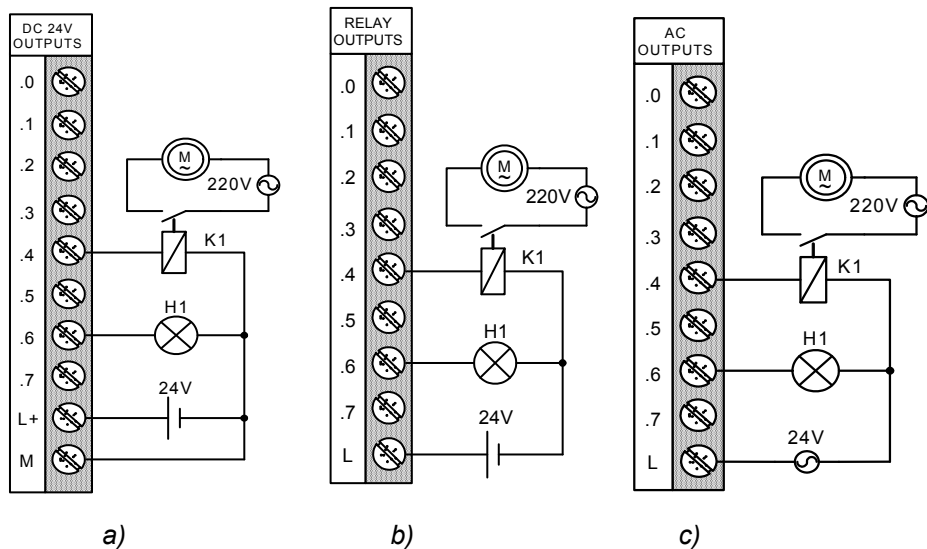 DC 24V
OUTPUTS
.0
.1
.2
.3
.4
.5
.6
.7
L+
M
M
~
220V
K1
H1
24V
a)
RELAY
OUTPUTS
.0
.1
.2
.3
.4
.5
.6
.7
L
M
~
220V
K1
H1
24V
b)
AC
OUTPUTS
.0
.1
.2
.3
.4
.5
.6
.7
L
M
~
220V
K1
H1
24V
c)